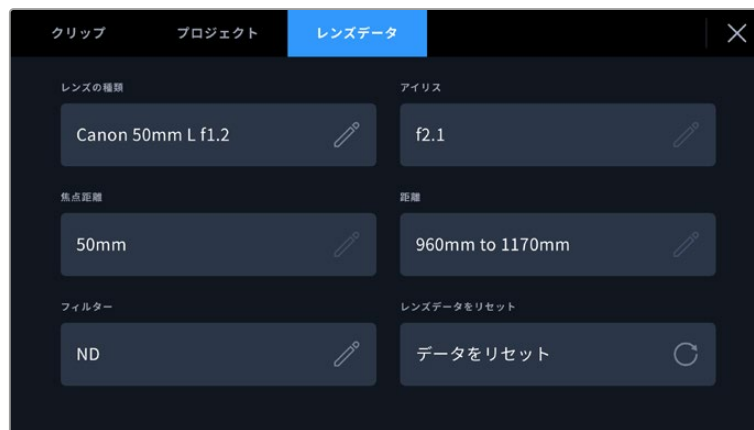 クリップ プロジェクト レンズデータ
レンズの種類 アイリス
Canon 50mm L f1.2 f2.1
焦点距離 距離
50mm 960mm to 1170mm
フィルター レンズデータをリセット
ND データをリセット